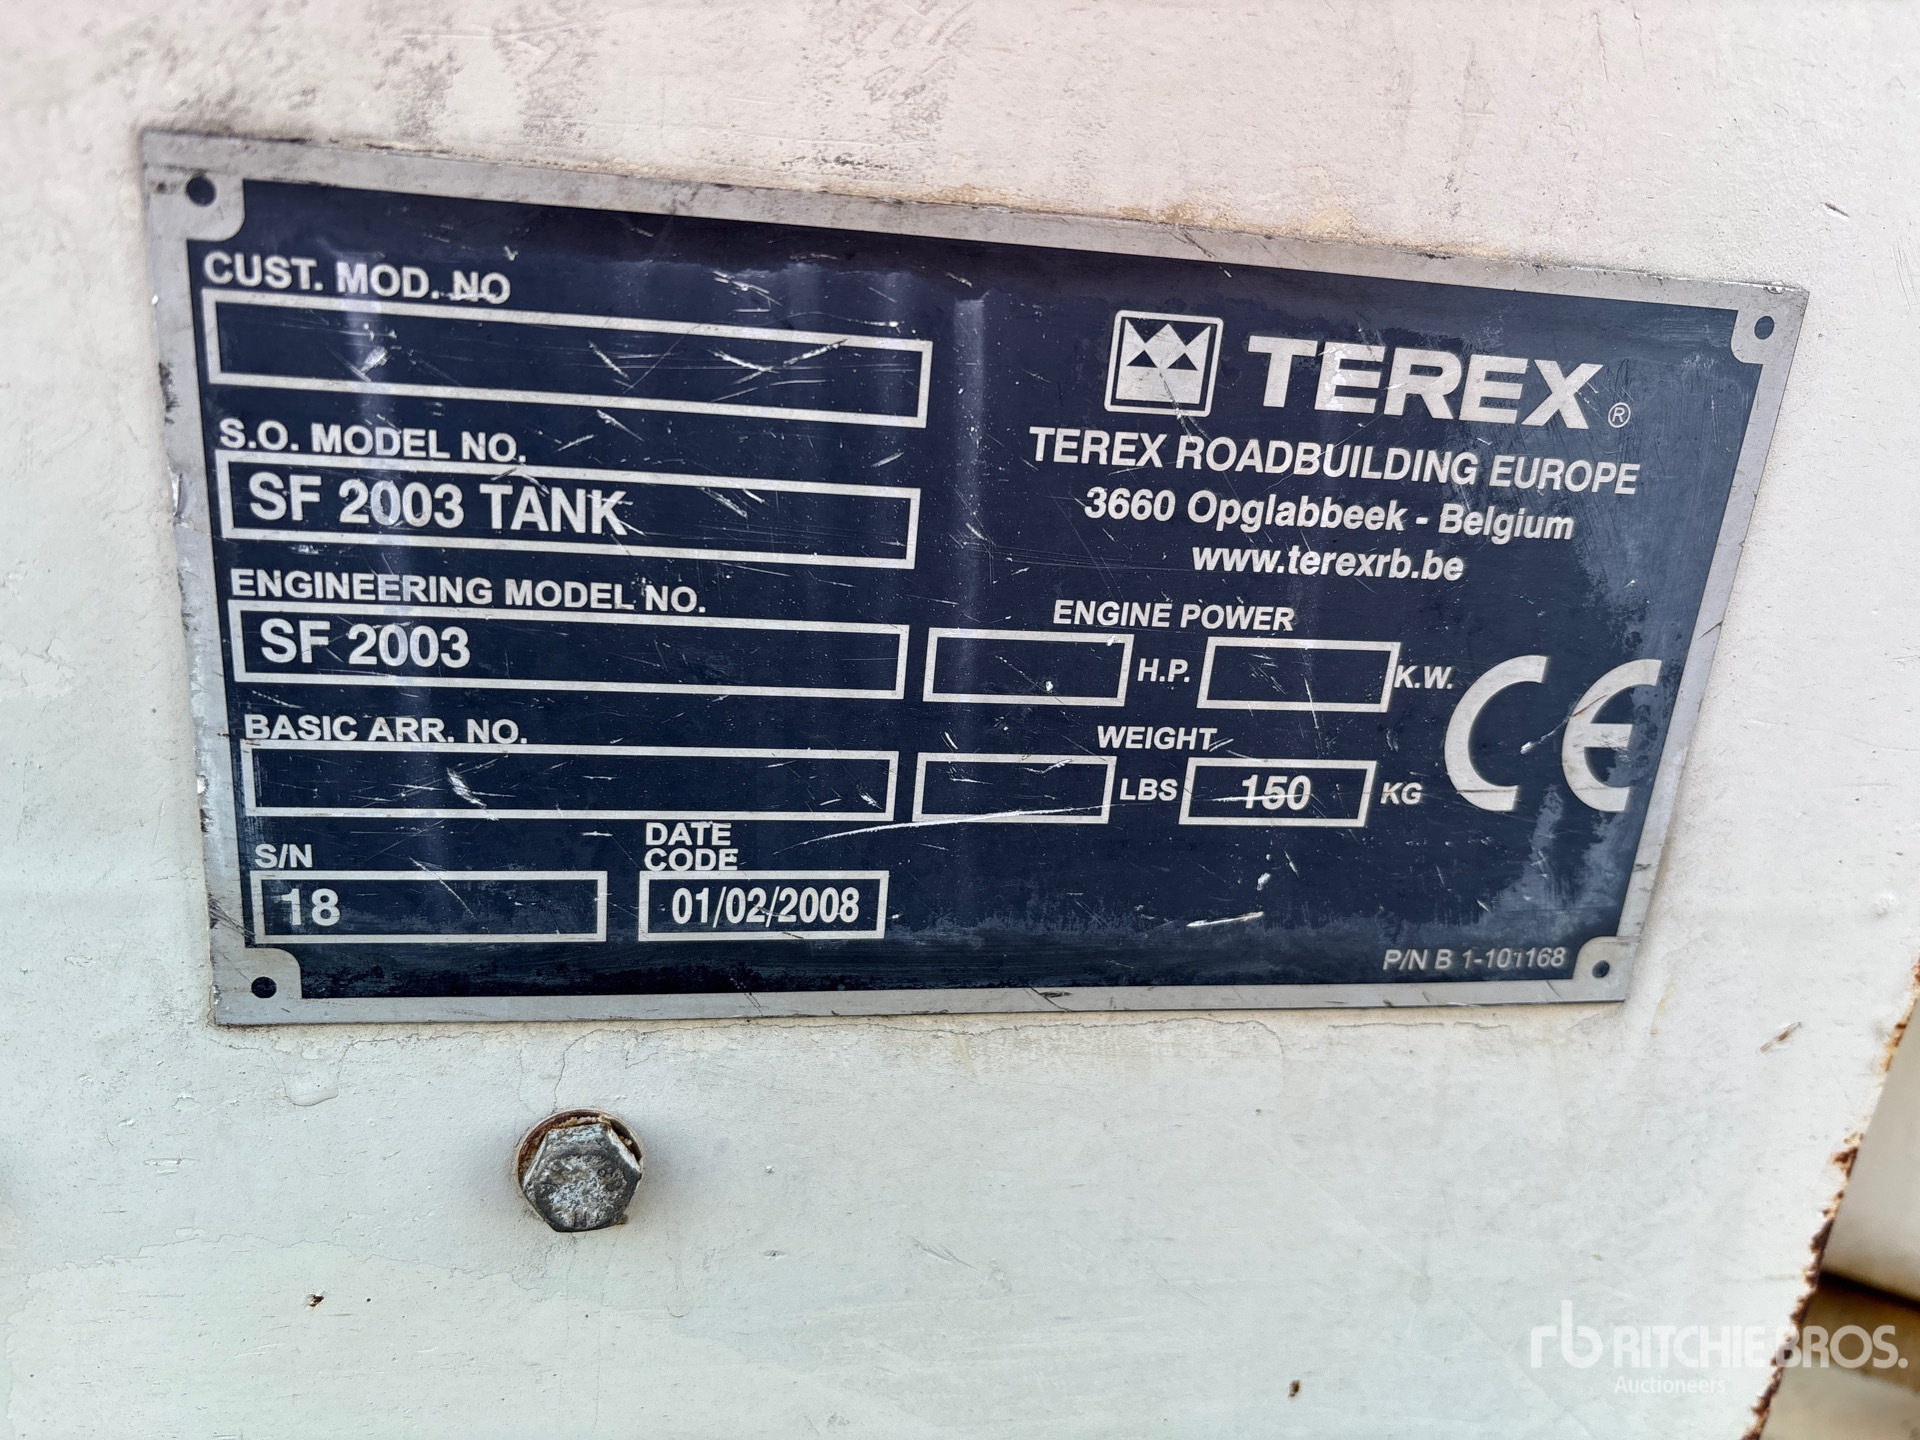 CUST. MOD. NO
S.O. MODEL NO.
SF 2003 TANK
ENGINEERING MODEL NO.
SF 2003
BASIC ARR. NO.
S/N
18
DATE
CODE
01/02/2008
TEREX®
TEREX ROADBUILDING EUROPE
3660 Opglabbeek - Belgium
www.terexrb.be
ENGINE POWER
H.P. K.W.
WEIGHT
LBS 150 KG
CE
P/N B 1-101168
rb RITCHIE BROS.
Auctioneers